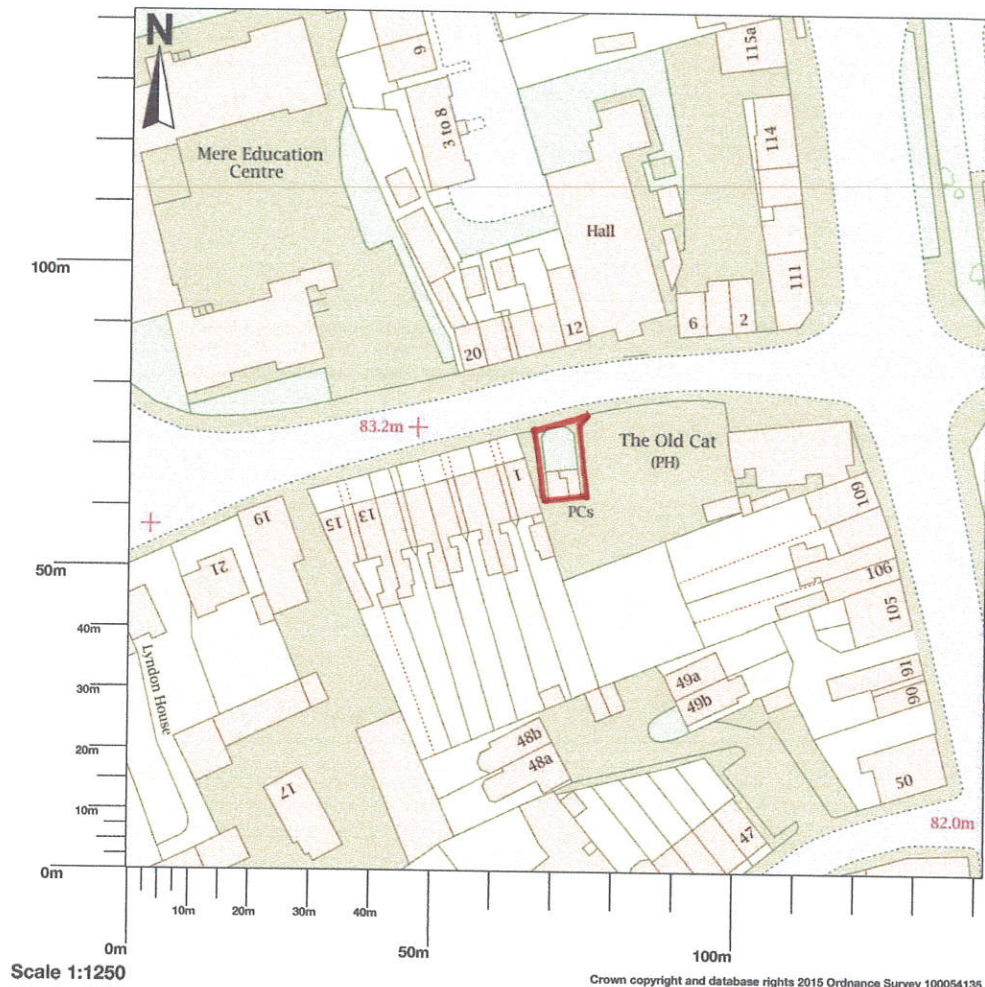 N
9
115a
3 to 8
114
Mere Education
Centre
Hall
100m
111
20
12
6
2
83.2m
The Old Cat
(PH)
1
PCs
109
19
15
13
50m
21
106
105
40m
Lyndon House
91
90
49a
49b
30m
48b
48a
20m
17
50
10m
47
82.0m
0m
10m
20m
30m
40m
0m
50m
100m
Scale 1:1250
Crown copyright and database rights 2015 Ordnance Survey 100054135